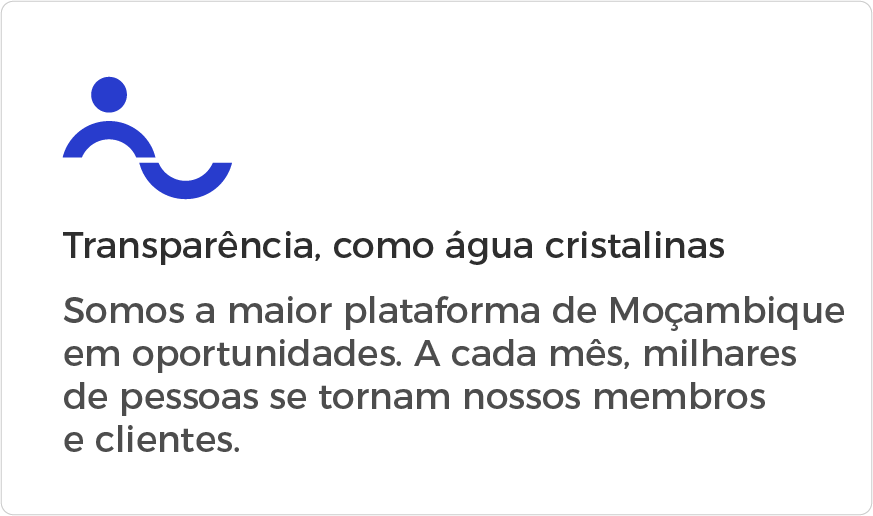 Transparência, como água cristalinas
Somos a maior plataforma de Moçambique
em oportunidades. A cada mês, milhares
de pessoas se tornam nossos membros
e clientes.